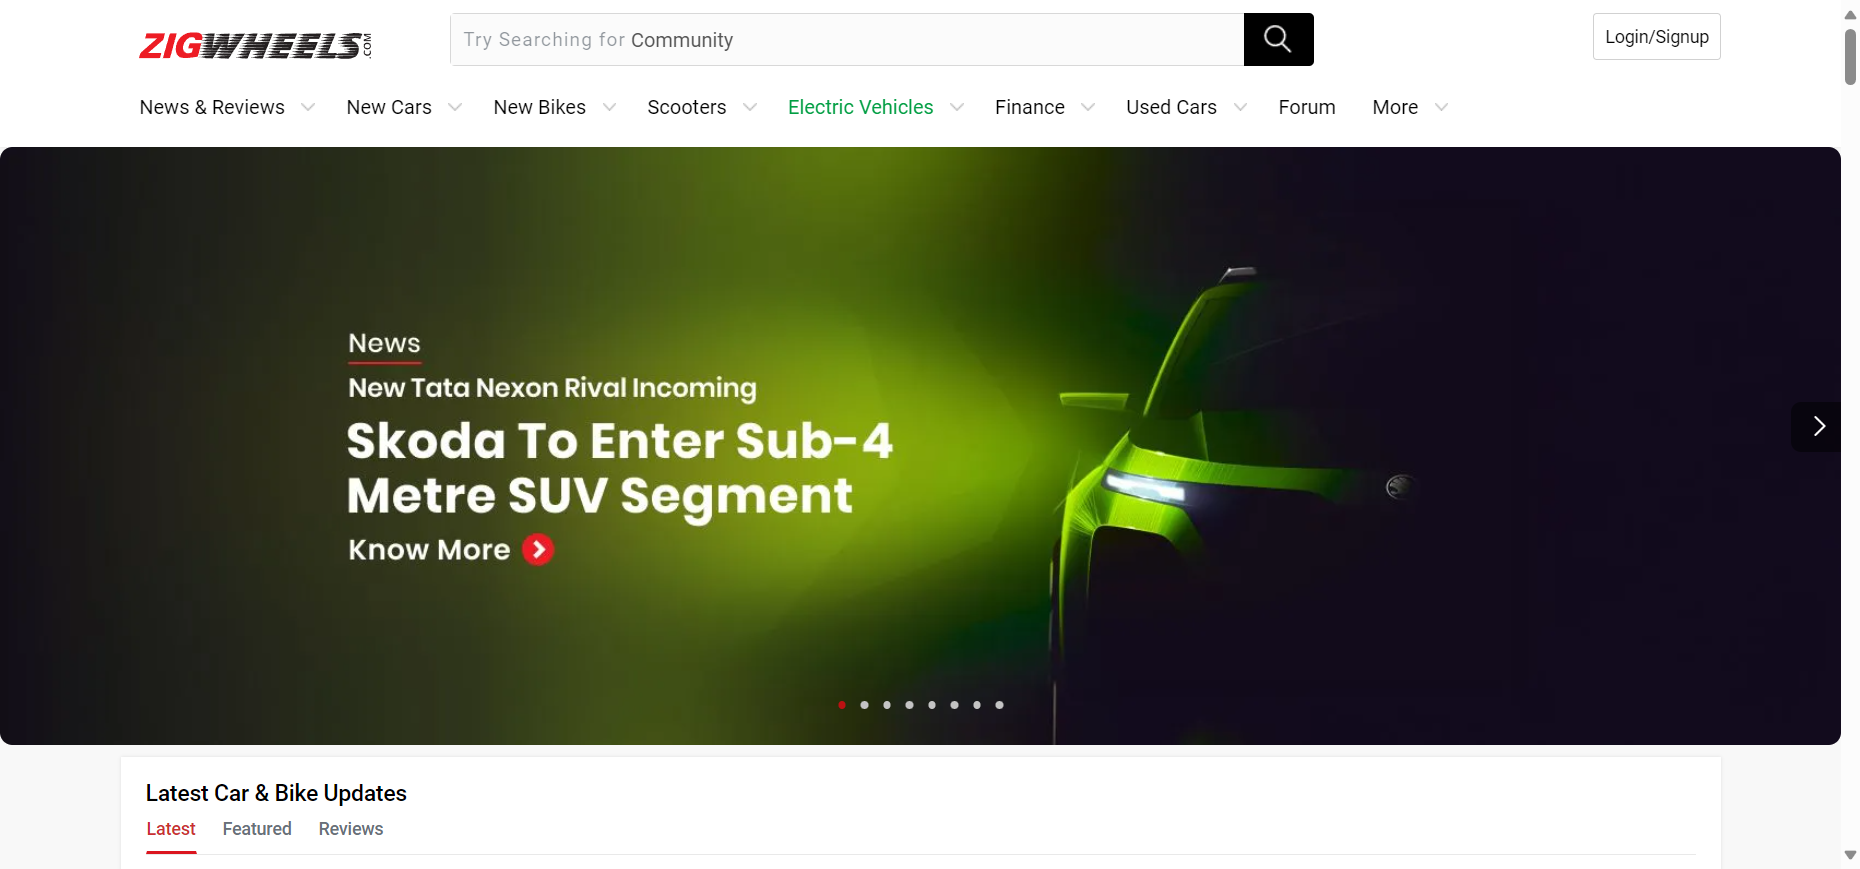 ZIGWHEELS.COM
Try Searching for Community
Login/Signup
News & Reviews New Cars New Bikes Scooters Electric Vehicles Finance Used Cars Forum More
News
New Tata Nexon Rival Incoming
Skoda To Enter Sub-4
Metre SUV Segment
Know More
Latest Car & Bike Updates
Latest Featured Reviews